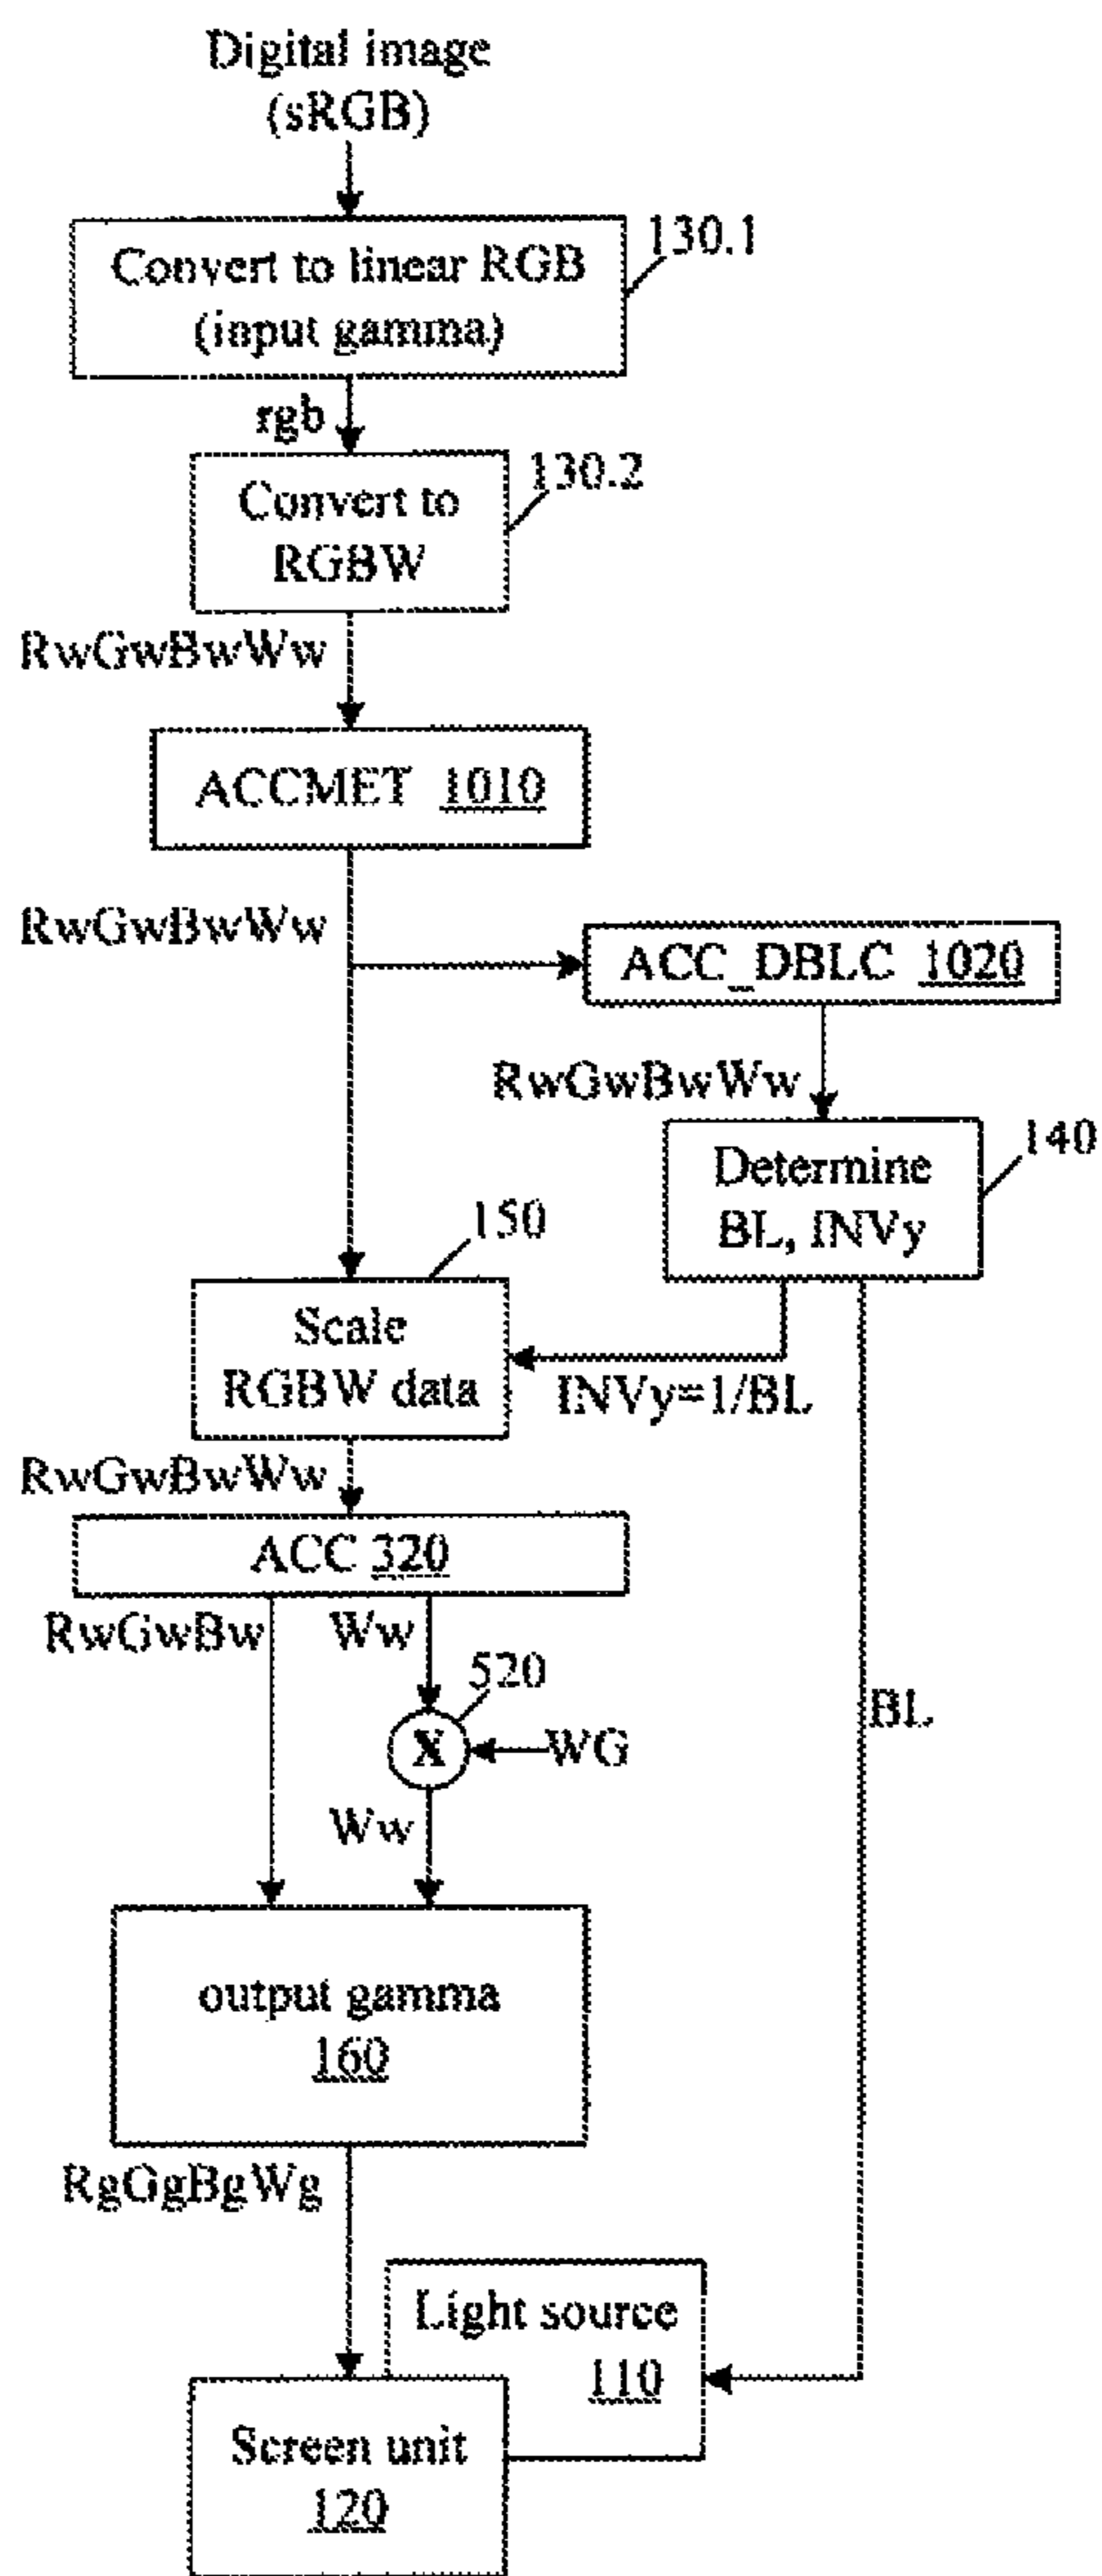 Digital image
(sRGB)
130.1
Convert to linear RGB
(input gamma)
rgb
130.2
Convert to
RGBW
RwGwBwWw
ACCMET 1010
RwGwBwWw
ACC_DBLC 1020
RwGwBwWw
140
Determine
BL, INVy
150
Scale
RGBW data
INVy=1/BL
RwGwBwWw
ACC 320
RwGwBw
Ww
520
BL
X
WG
Ww
output gamma
160
RgGgBgWg
Light source
110
Screen unit
120